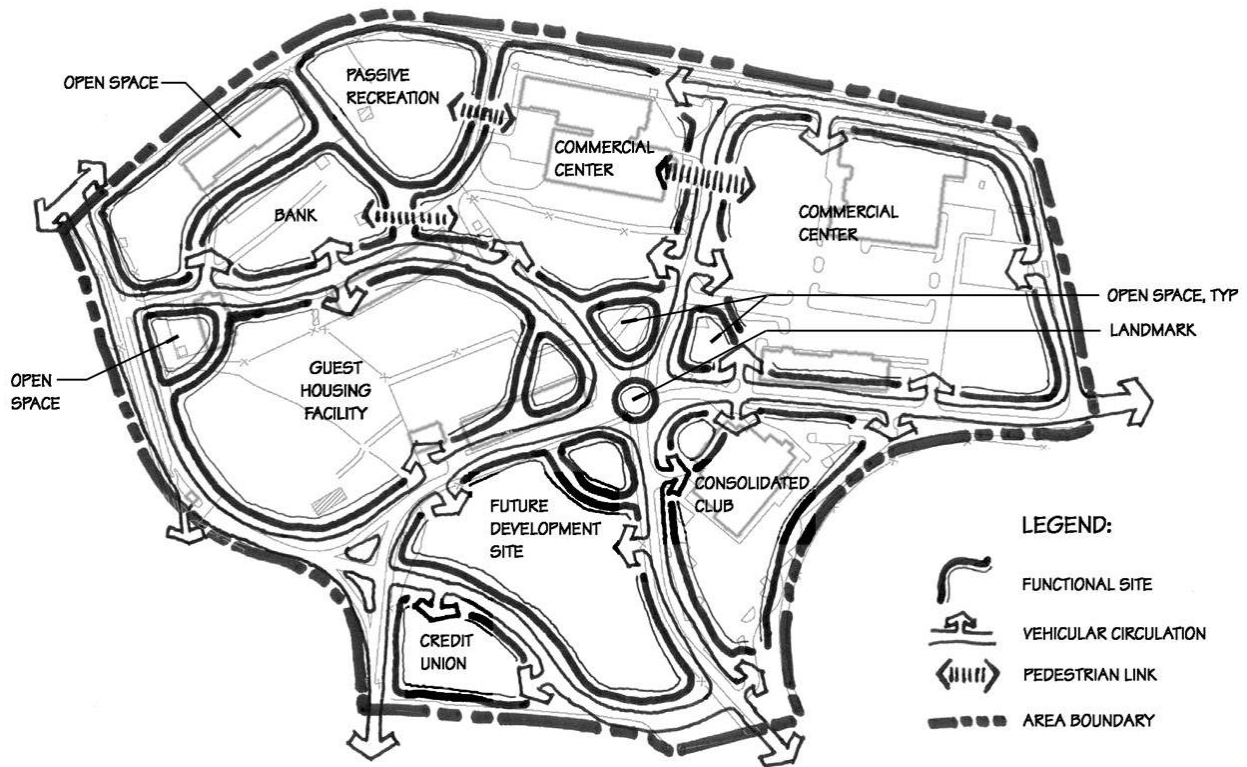 OPEN SPACE
PASSIVE
RECREATION
COMMERCIAL
CENTER
BANK
COMMERCIAL
CENTER
OPEN SPACE, TYP
LANDMARK
OPEN
SPACE
GUEST
HOUSING
FACILITY
CONSOLIDATED
CLUB
FUTURE
DEVELOPMENT
SITE
CREDIT
UNION
LEGEND:
FUNCTIONAL SITE
VEHICULAR CIRCULATION
PEDESTRIAN LINK
AREA BOUNDARY